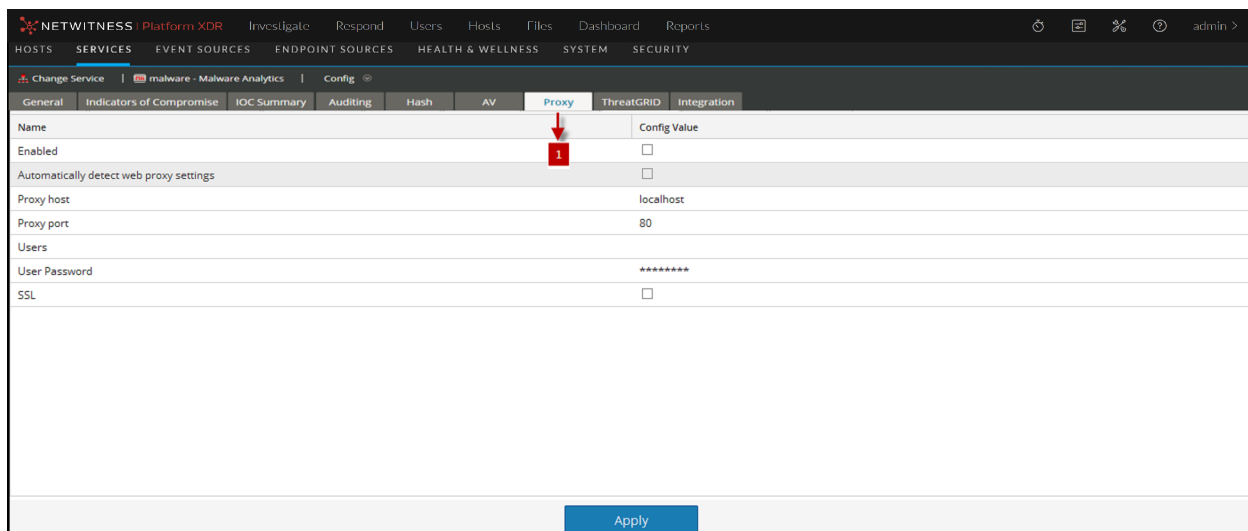 NETWITNESS Platform XDR Investigate Respond Users Hosts Files Dashboard Reports admin >
HOSTS SERVICES EVENT SOURCES ENDPOINT SOURCES HEALTH & WELLNESS SYSTEM SECURITY
Change Service | malware - Malware Analytics | Config
General Indicators of Compromise IOC Summary Auditing Hash AV Proxy ThreatGRID Integration
Name Config Value
Enabled
1
Automatically detect web proxy settings
Proxy host localhost
Proxy port 80
Users
User Password ********
SSL
Apply